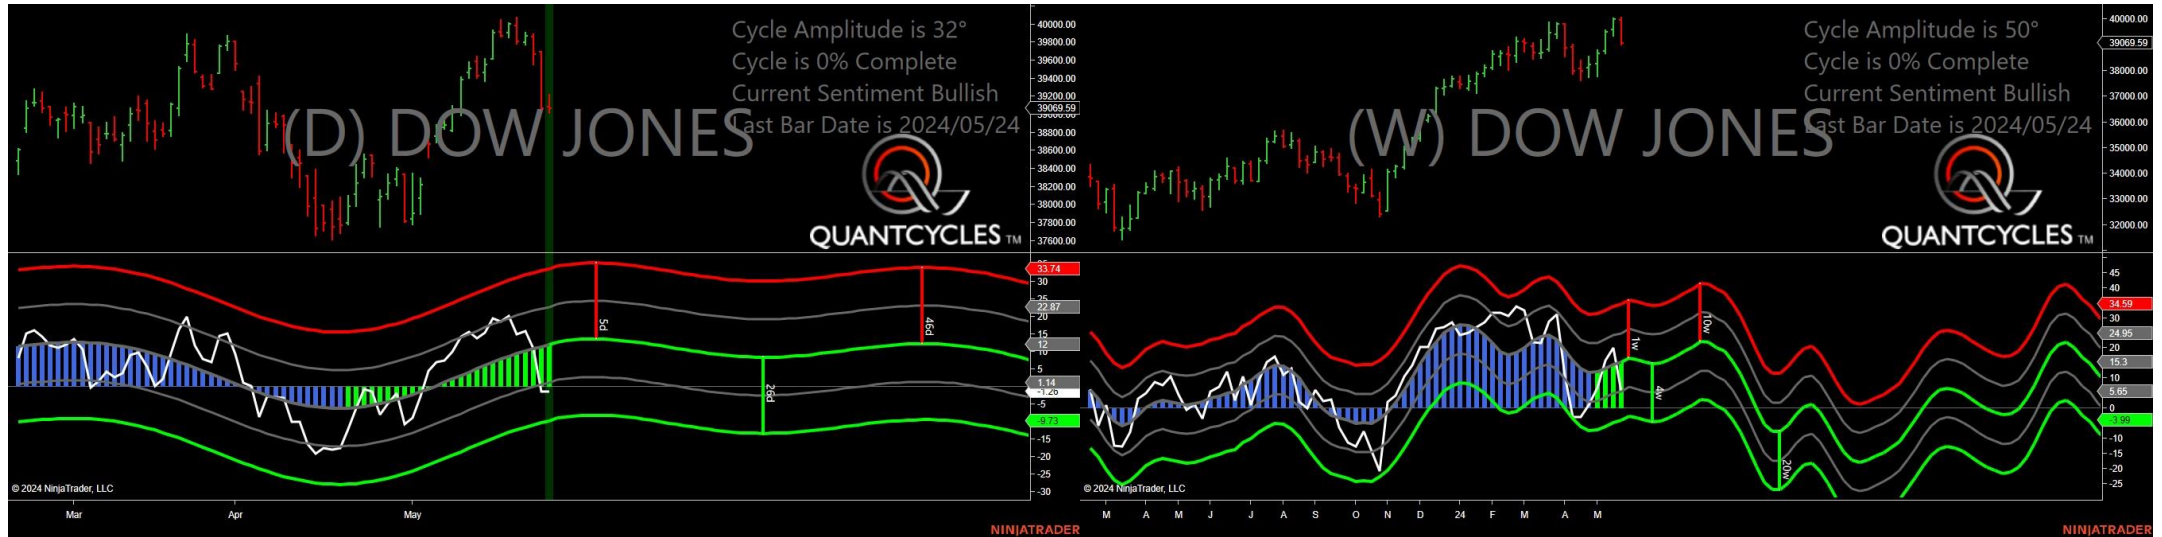 Cycle Amplitude is 32°
Cycle is 0% Complete
Current Sentiment Bullish
Last Bar Date is 2024/05/24
(D) DOW JONES
QUANTCYCLES TM
40000.00
39800.00
39600.00
39400.00
39200.00
39069.59
38800.00
38600.00
38400.00
38200.00
38000.00
37800.00
37600.00
33.74
30
25
22.87
20
15
12
10
5
1.14
-1.26
-5
-9.73
-15
-20
-25
-30
5d
26d
46d
© 2024 NinjaTrader, LLC
Mar Apr May
NINJATRADER
Cycle Amplitude is 50°
Cycle is 0% Complete
Current Sentiment Bullish
Last Bar Date is 2024/05/24
(W) DOW JONES
QUANTCYCLES TM
40000.00
39069.59
38000.00
37000.00
36000.00
35000.00
34000.00
33000.00
32000.00
45
40
34.59
30
24.95
20
15.3
10
5.65
0
-3.99
-10
-15
-20
-25
1w
4w
10w
20w
© 2024 NinjaTrader, LLC
M A M J J A S O N D 24 F M A M
NINJATRADER